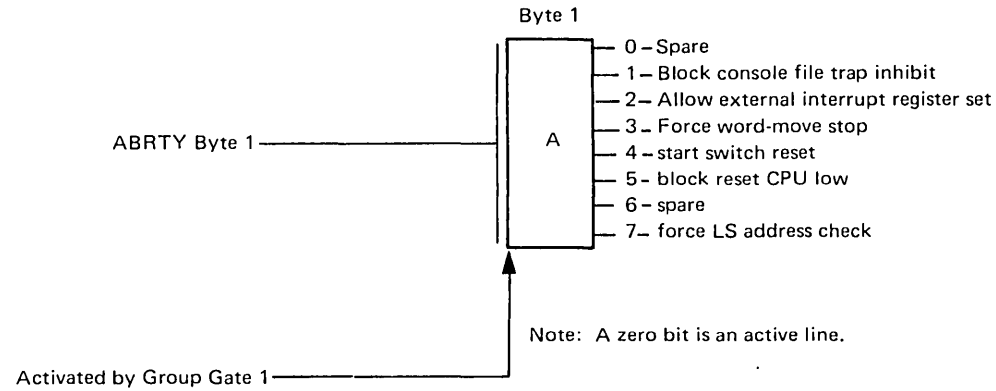 Byte 1
0 – Spare
1 – Block console file trap inhibit
2 – Allow external interrupt register set
3 – Force word-move stop
ABRTY Byte 1
A
4 – start switch reset
5 – block reset CPU low
6 – spare
7 – force LS address check
Note: A zero bit is an active line.
Activated by Group Gate 1